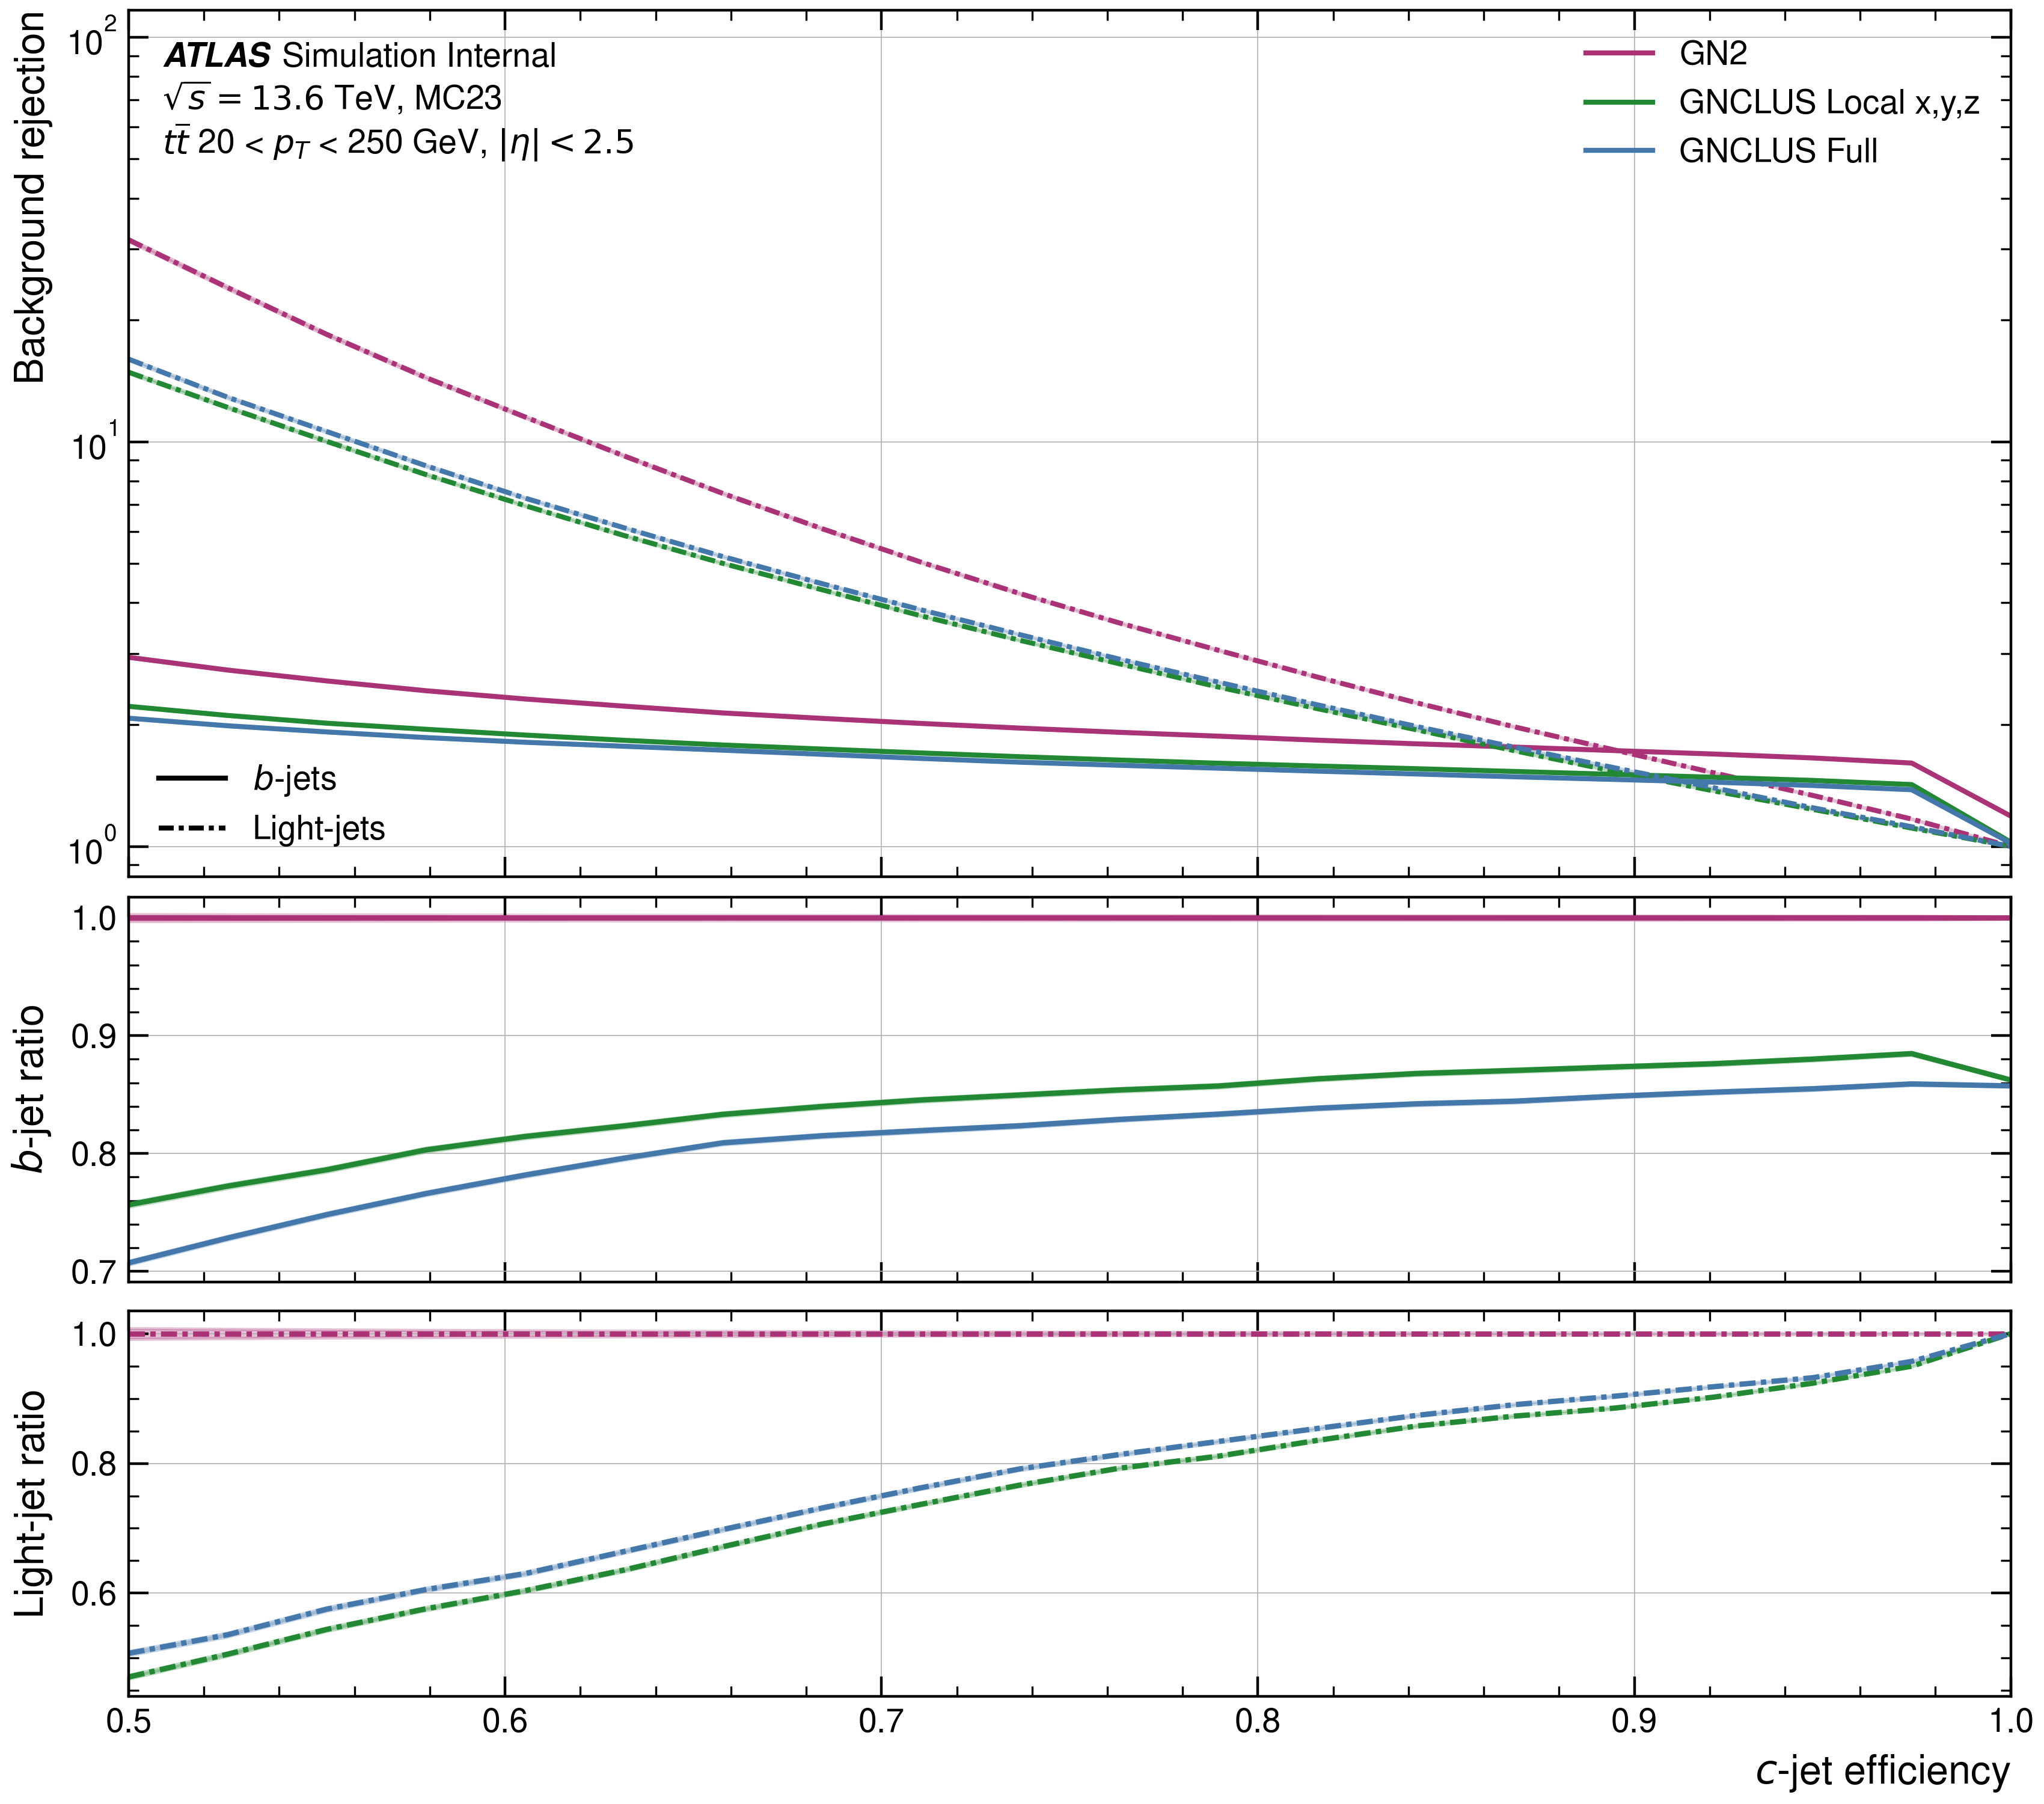 Background rejection
10²
10¹
10⁰
ATLAS Simulation Internal
√s = 13.6 TeV, MC23
tt̄ 20 < p_T < 250 GeV, |η| < 2.5
GN2
GNCLUS Local x,y,z
GNCLUS Full
b-jets
Light-jets
b-jet ratio
1.0
0.9
0.8
0.7
Light-jet ratio
1.0
0.8
0.6
0.5 0.6 0.7 0.8 0.9 1.0
c-jet efficiency